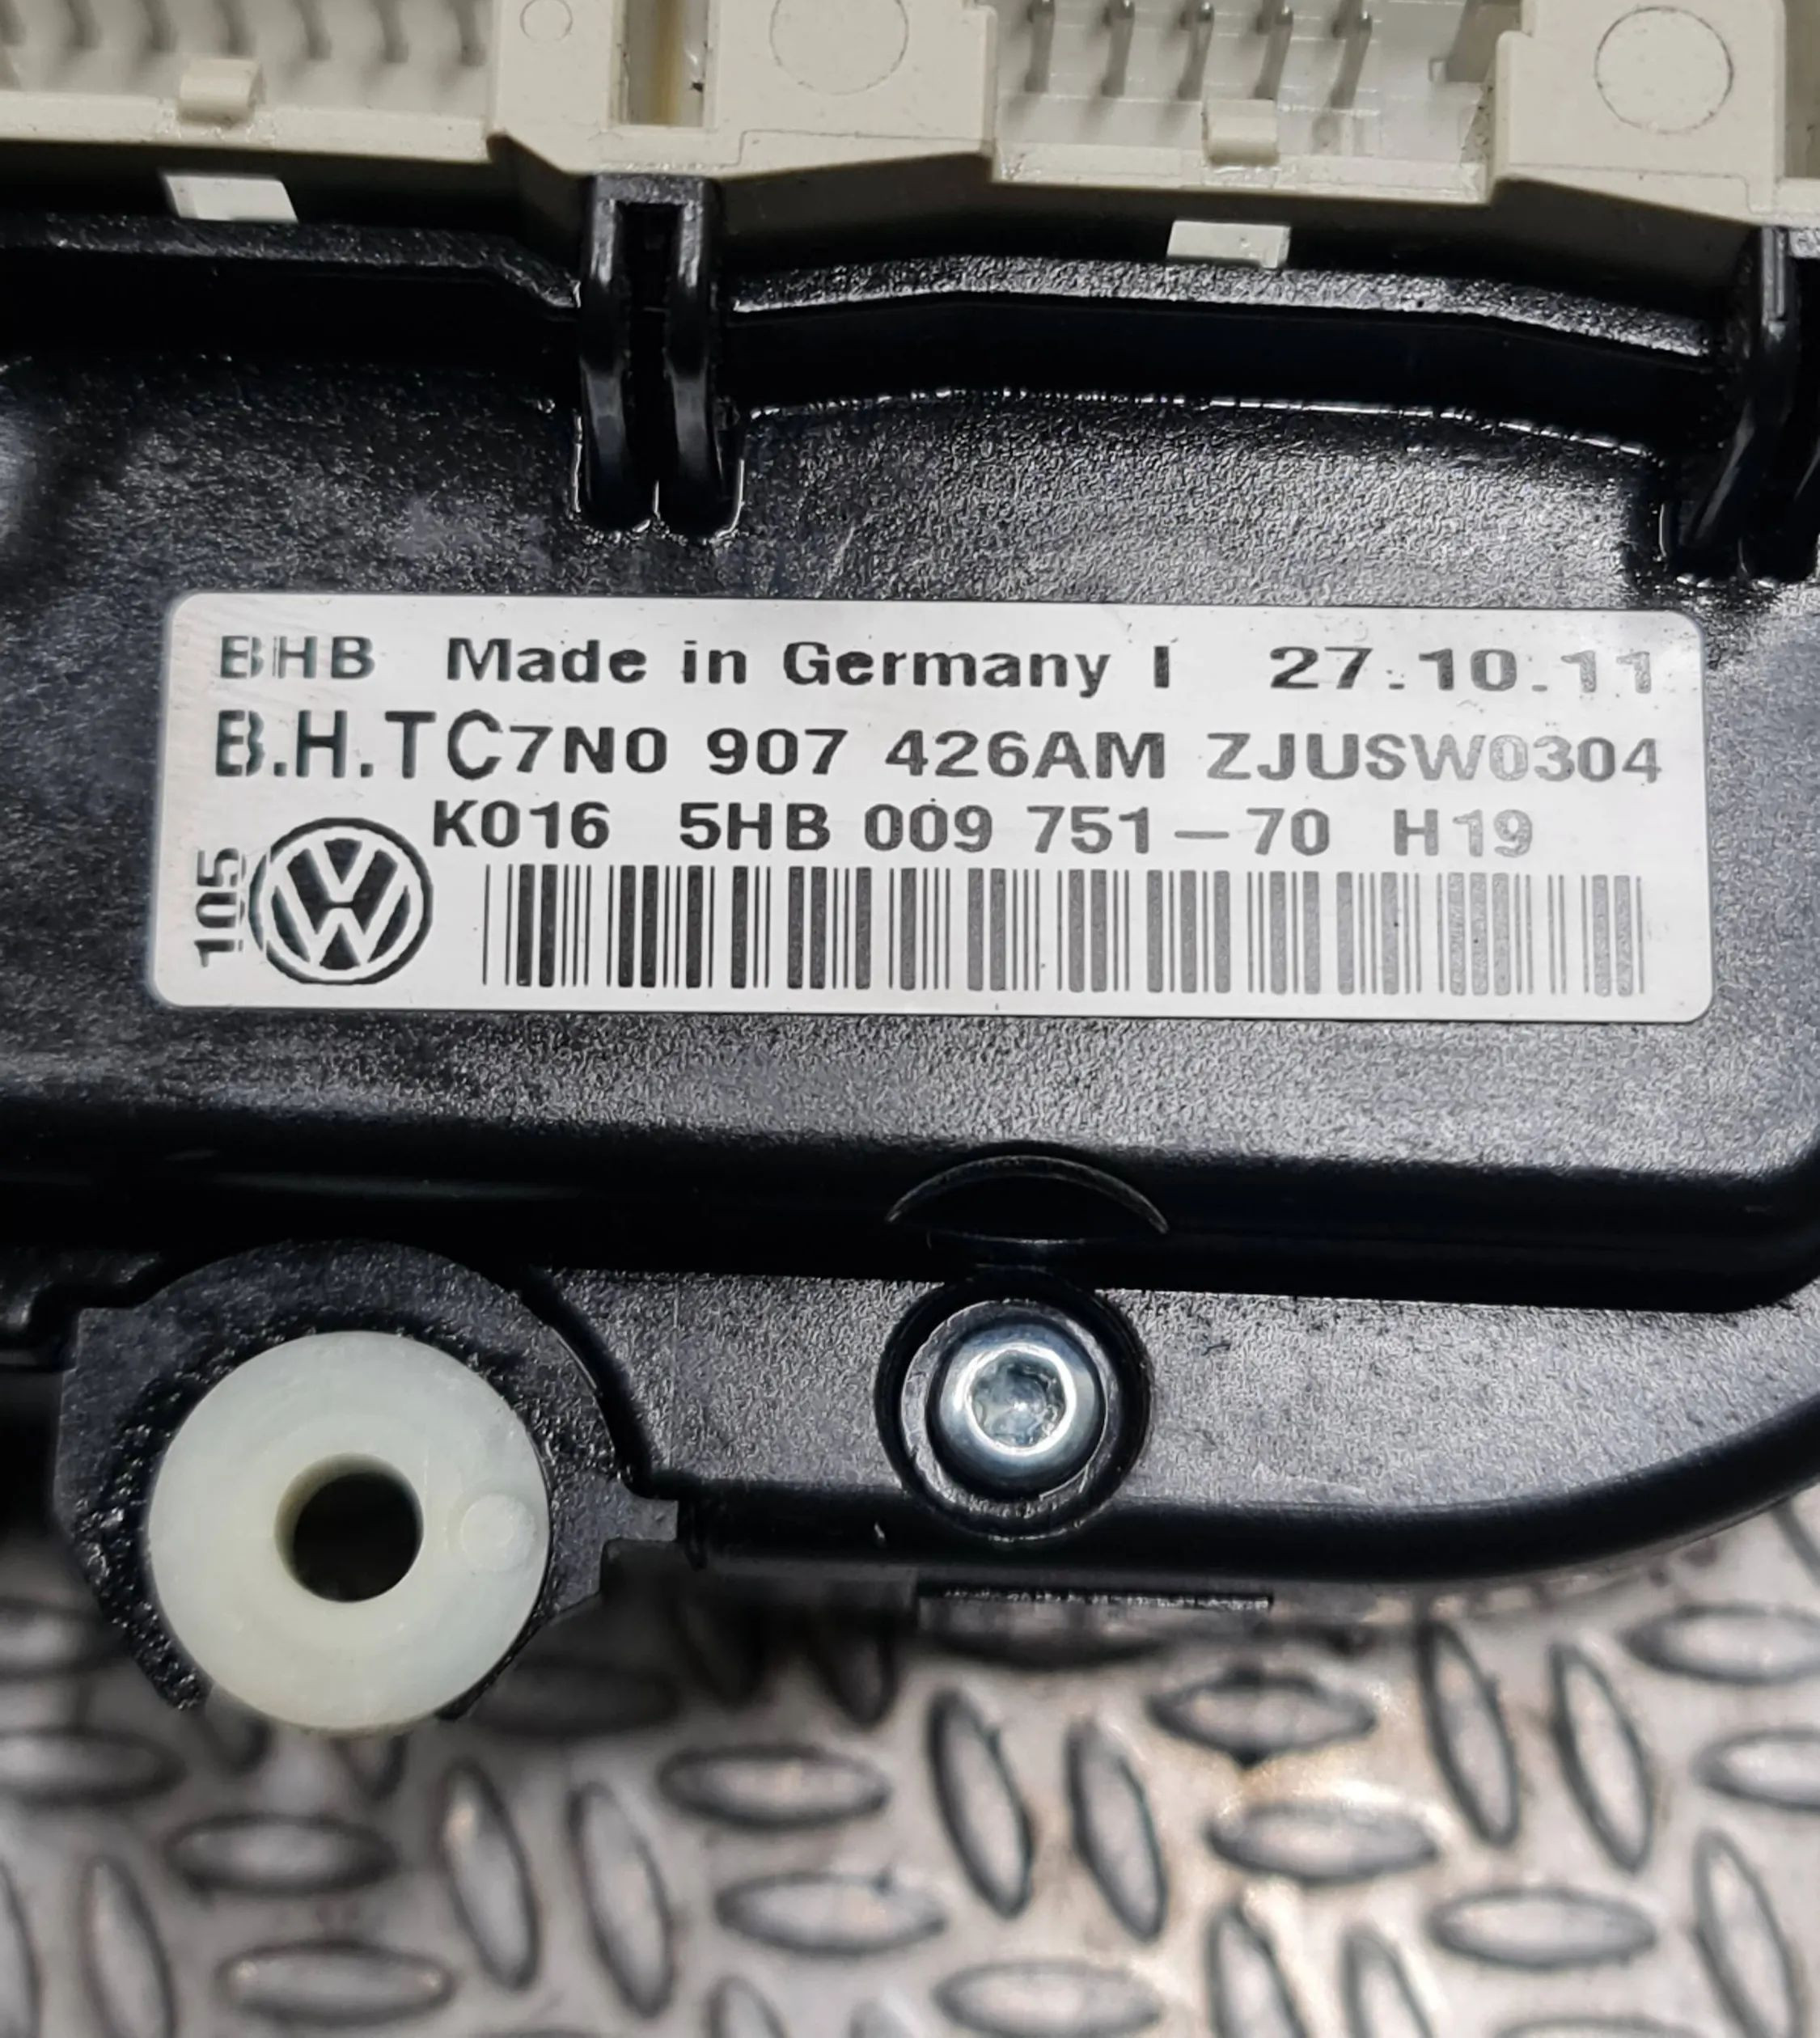 BHB Made in Germany I 27.10.11
B.H.TC7N0 907 426AM ZJUSW0304
K016 5HB 009 751-70 H19
105